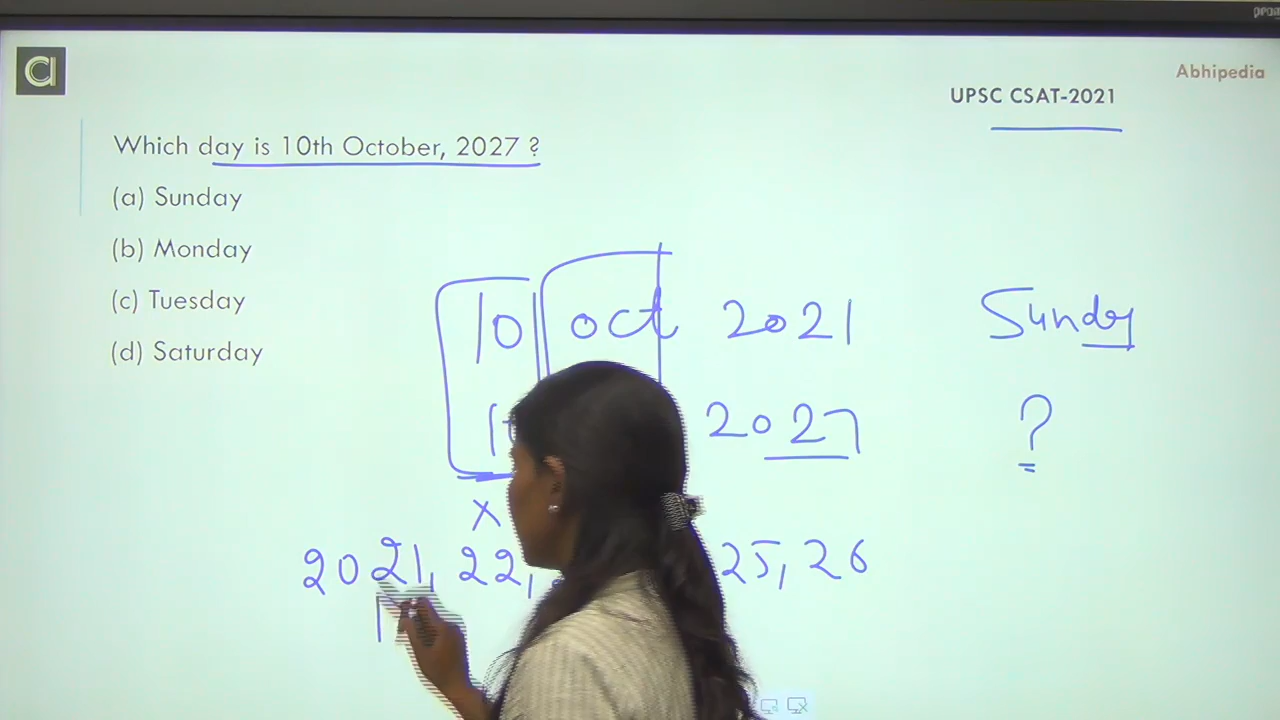 Abhipedia
UPSC CSAT-2021
Which day is 10th October, 2027 ?
(a) Sunday
(b) Monday
(c) Tuesday
(d) Saturday
10 oct 2021 Sunday
2027 ?
x
2021, 22, 25, 26